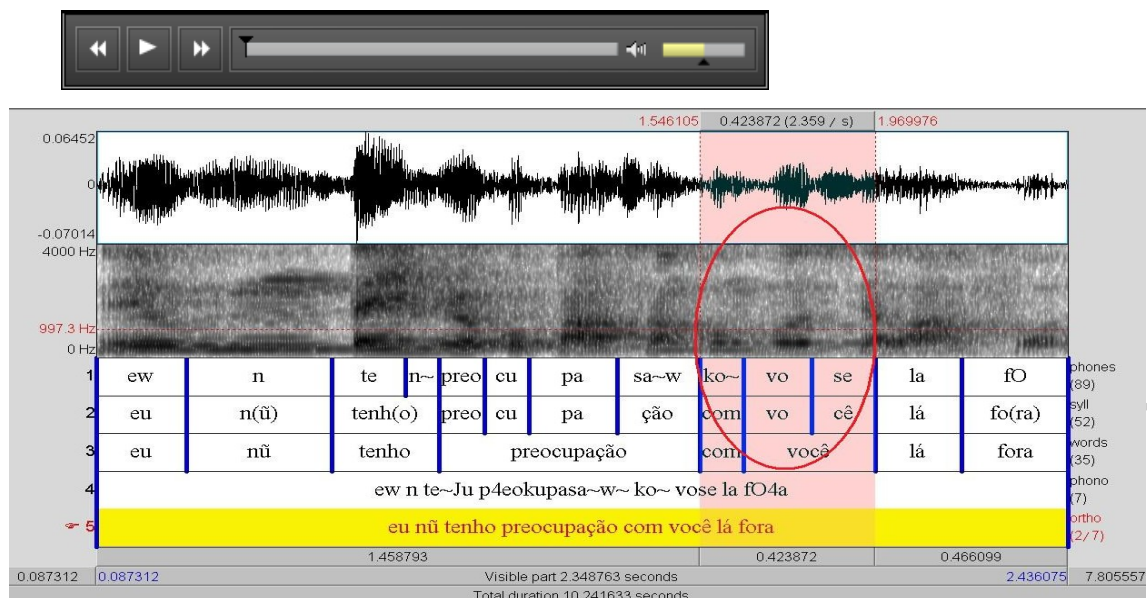 1.546105 0.423872 (2.359 / s) 1.969976
0.06452
0
-0.07014
4000 Hz
997.3 Hz
0 Hz
1 ew n te n~ preo cu pa sa~w ko~ vo se la fO phones (89)
2 eu n(ũ) tenh(o) preo cu pa ção com vo cê lá fo(ra) syll (52)
3 eu nũ tenho preocupação com você lá fora words (35)
4 ew n te~Ju p4eokupasa~w~ ko~ vose la fO4a phono (7)
5 eu nũ tenho preocupação com você lá fora ortho (2/7)
1.458793 0.423872 0.466099
0.087312 0.087312 Visible part 2.348763 seconds 2.436075 7.805557
Total duration 10.241633 seconds